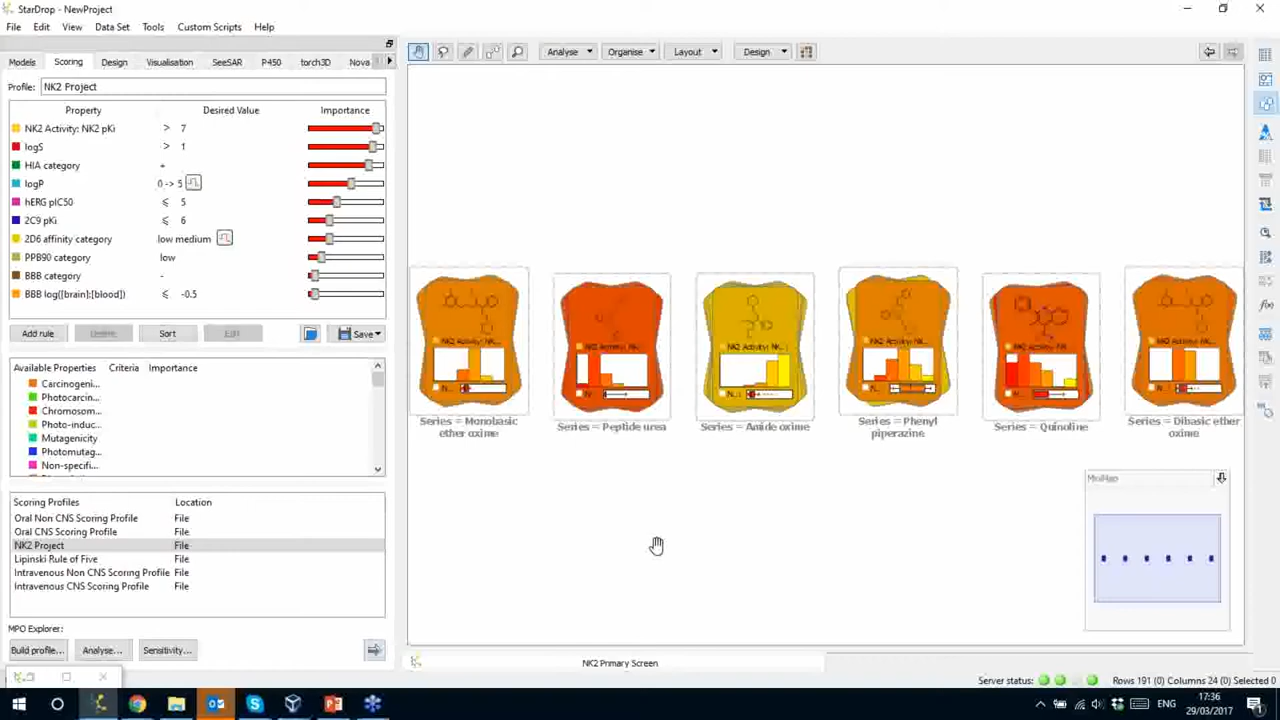 StarDrop - NewProject
File Edit View Data Set Tools Custom Scripts Help
Models Scoring Design Visualisation SeeSAR P450 torch3D Nova
Analyse Organise Layout Design
Profile: NK2 Project
Property Desired Value Importance
NK2 Activity: NK2 pKi > 7
logS > 1
HIA category +
logP 0 -> 5
hERG pIC50 ≤ 5
2C9 pKi ≤ 6
2D6 affinity category low medium
PPB90 category low
BBB category -
BBB log([brain]:[blood]) ≤ -0.5
Add rule Delete Sort Edit Save
Available Properties Criteria Importance
Carcinogeni...
Photocarcin...
Chromosom...
Photo-induc...
Mutagenicity
Photomutag...
Non-specifi...
Scoring Profiles Location
Oral Non CNS Scoring Profile File
Oral CNS Scoring Profile File
NK2 Project File
Lipinski Rule of Five File
Intravenous Non CNS Scoring Profile File
Intravenous CNS Scoring Profile File
MPO Explorer:
Build profile... Analyse... Sensitivity...
Series = Monobasic
ether oxime
Series = Peptide urea
Series = Amide oxime
Series = Phenyl
piperazine
Series = Quinoline
Series = Dibasic ether
oxime
MiniMap
NK2 Primary Screen
Server status: Rows 191 (0) Columns 24 (0) Selected 0
ENG
17:36
29/03/2017